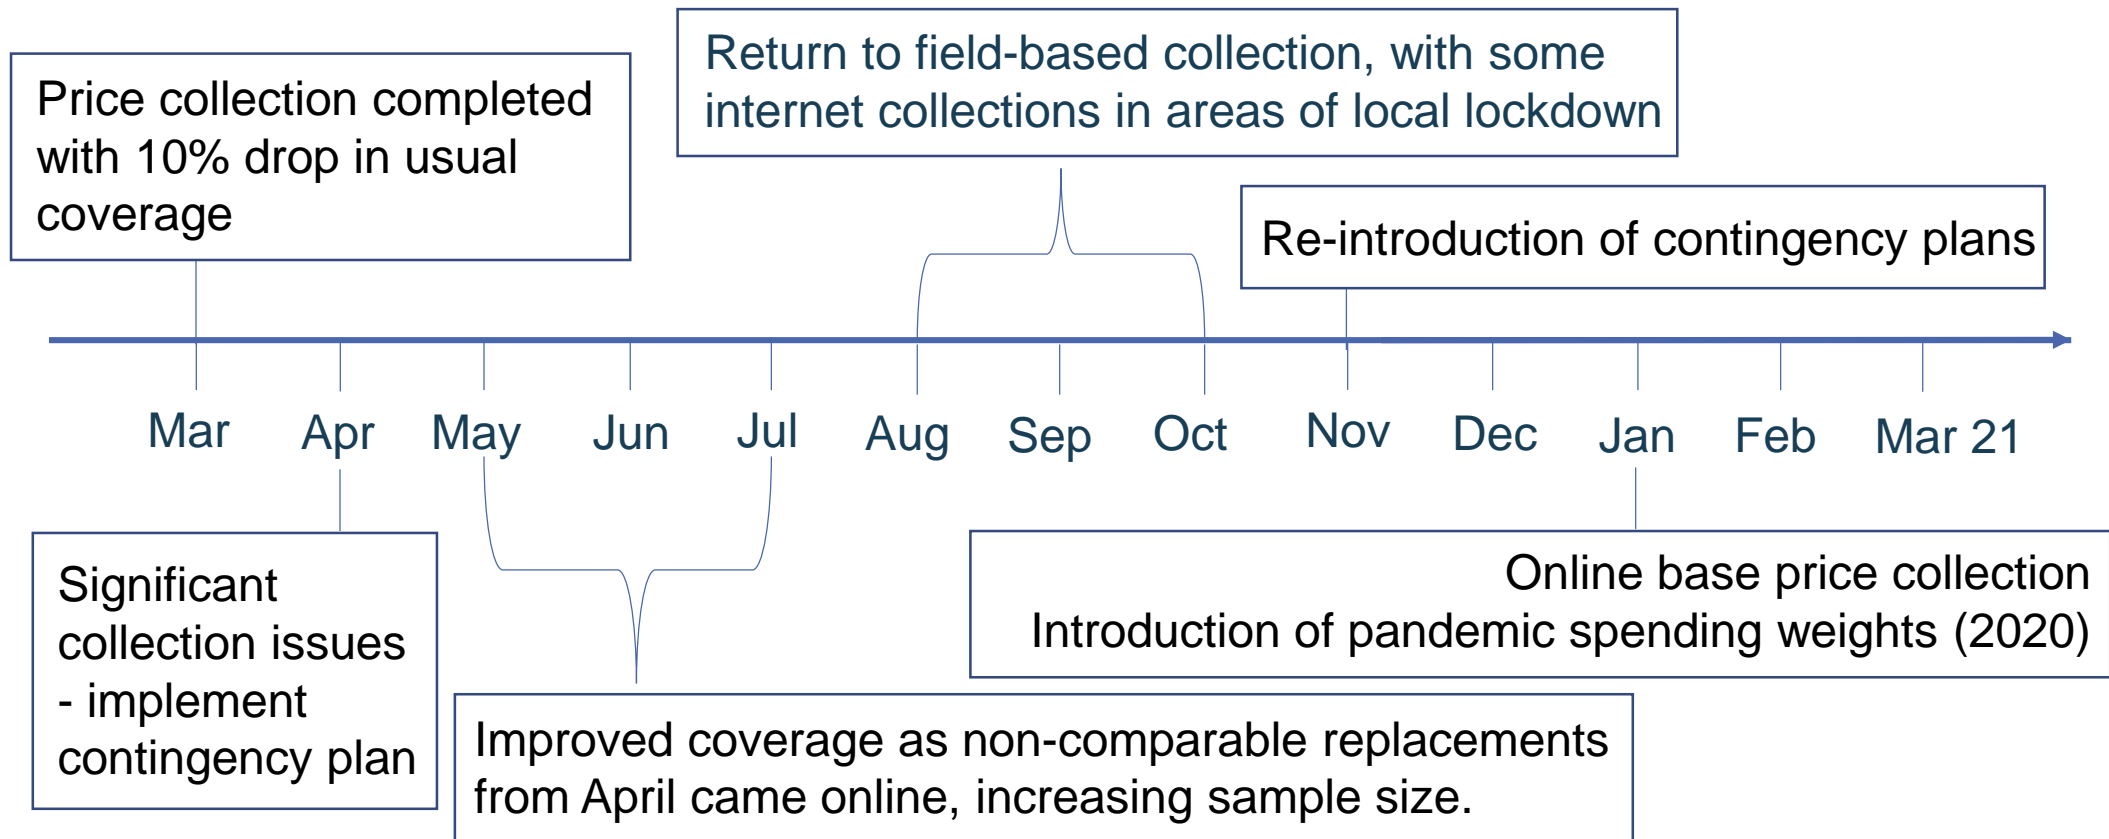 Return to field-based collection, with some
internet collections in areas of local lockdown
Price collection completed
with 10% drop in usual
coverage
Re-introduction of contingency plans
Mar Apr May Jun Jul Aug Sep Oct Nov Dec Jan Feb Mar 21
Significant
collection issues
- implement
contingency plan
Online base price collection
Introduction of pandemic spending weights (2020)
Improved coverage as non-comparable replacements
from April came online, increasing sample size.